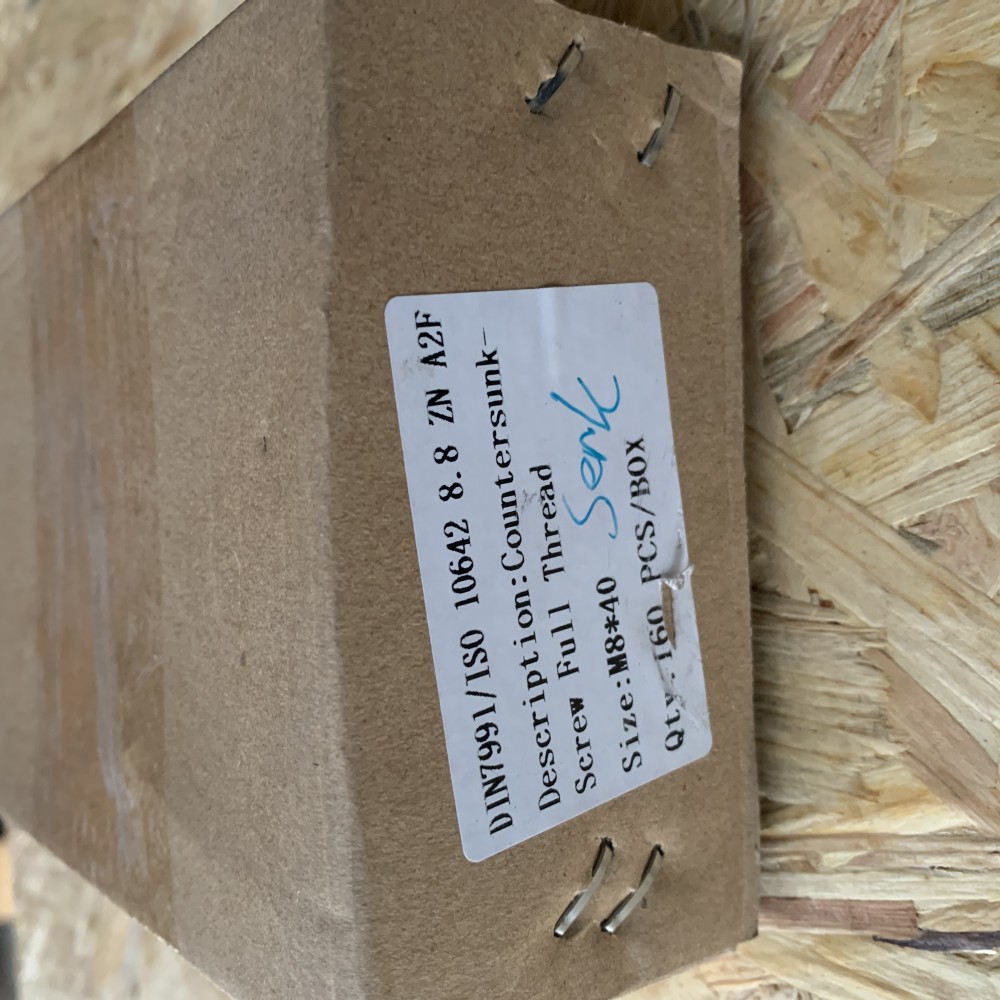 DIN7991/ISO 10642 8.8 ZN A2F
Description:Countersunk-
Screw Full Thread
Size:M8*40 Senk
Qty.:160 PCS/BOX